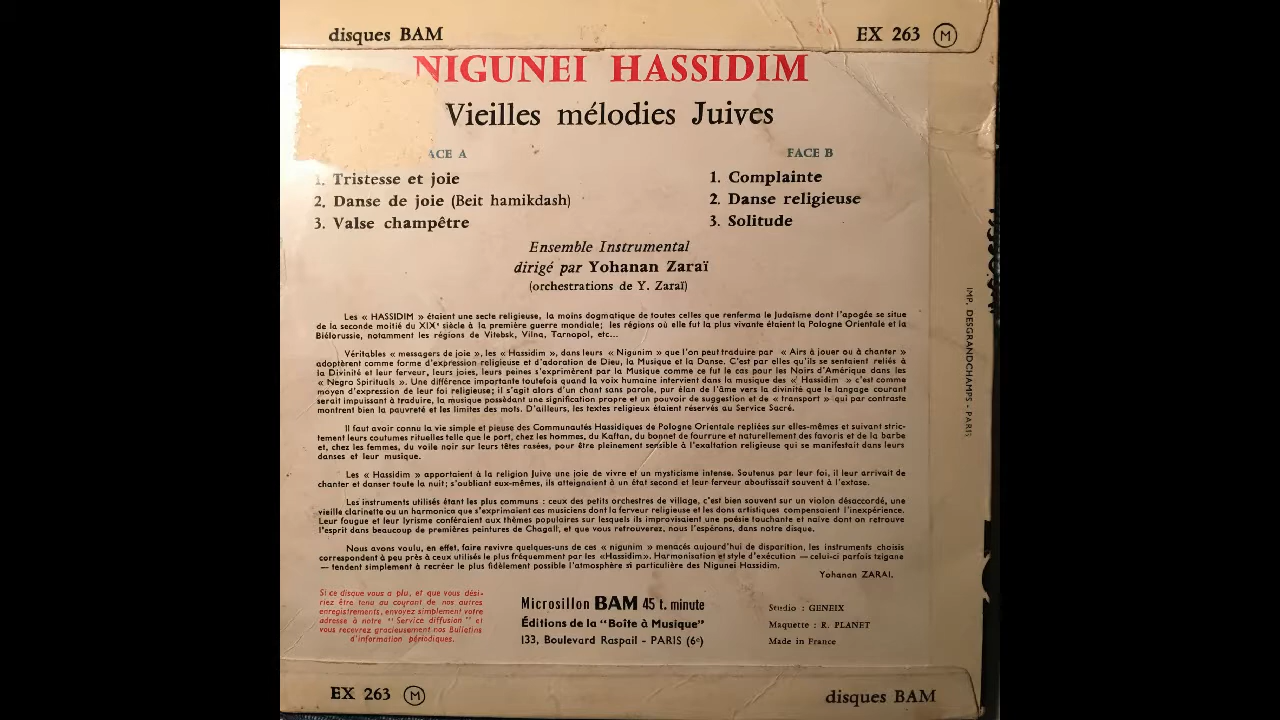 disques BAM
EX 263 M
NIGUNEI HASSIDIM
Vieilles mélodies Juives
ACE A
1. Tristesse et joie
2. Danse de joie (Beit hamikdash)
3. Valse champêtre
FACE B
1. Complainte
2. Danse religieuse
3. Solitude
Ensemble Instrumental
dirigé par Yohanan Zaraï
(orchestrations de Y. Zaraï)
Les « HASSIDIM » étaient une secte religieuse, la moins dogmatique de toutes celles que renferma le Judaïsme dont l'apogée se situe
de la seconde moitié du XIXe siècle à la première guerre mondiale; les régions où elle fut la plus vivante étaient la Pologne Orientale et la
Biélorussie, notamment les régions de Vitebsk, Vilna, Tarnopol, etc...
Véritables « messagers de joie », les « Hassidim », dans leurs « Nigunim » que l'on peut traduire par « Airs à jouer ou à chanter »
adoptèrent comme forme d'expression religieuse et d'adoration de Dieu, la Musique et la Danse. C'est par elles qu'ils se sentaient reliés à
la Divinité et leur ferveur, leurs joies, leurs peines s'exprimèrent par la Musique comme ce fut le cas pour les Noirs d'Amérique dans les
« Negro Spirituals ». Une différence importante toutefois quand la voix humaine intervient dans la musique des « Hassidim » c'est comme
moyen d'expression de leur foi religieuse; il s'agit alors d'un chant sans parole, pur élan de l'âme vers la divinité que le langage courant
serait impuissant à traduire, la musique possédant une signification propre et un pouvoir de suggestion et de « transport » qui par contraste
montrent bien la pauvreté et les limites des mots. D'ailleurs, les textes religieux étaient réservés au Service Sacré.
Il faut avoir connu la vie simple et pieuse des Communautés Hassidiques de Pologne Orientale repliées sur elles-mêmes et suivant stric-
tement leurs coutumes rituelles telle que le port, chez les hommes, du Kaftan, du bonnet de fourrure et naturellement des favoris et de la barbe
et, chez les femmes, du voile noir sur leurs têtes rasées, pour être pleinement sensible à l'exaltation religieuse qui se manifestait dans leurs
danses et leur musique.
Les « Hassidim » apportaient à la religion Juive une joie de vivre et un mysticisme intense. Soutenus par leur foi, il leur arrivait de
chanter et danser toute la nuit; s'oubliant eux-mêmes, ils atteignaient à un état second et leur ferveur aboutissait souvent à l'extase.
Les instruments utilisés étant les plus communs : ceux des petits orchestres de village, c'est bien souvent sur un violon désaccordé, une
vieille clarinette ou un harmonica que s'exprimaient ces musiciens dont la ferveur religieuse et les dons artistiques compensaient l'inexpérience.
Leur fougue et leur lyrisme conféraient aux thèmes populaires sur lesquels ils improvisaient une poésie touchante et naïve dont on retrouve
l'esprit dans beaucoup de premières peintures de Chagall, et que vous retrouverez, nous l'espérons, dans notre disque.
Nous avons voulu, en effet, faire revivre quelques-uns de ces « nigunim » menacés aujourd'hui de disparition, les instruments choisis
correspondent à peu près à ceux utilisés le plus fréquemment par les «Hassidim». Harmonisation et style d'exécution — celui-ci parfois tzigane
— tendent simplement à recréer le plus fidèlement possible l'atmosphère si particulière des Nigunei Hassidim.
Yohanan ZARAI.
Si ce disque vous a plu, et que vous dési-
riez être tenu au courant de nos autres
enregistrements, envoyez simplement votre
adresse à notre "Service diffusion" et
vous recevrez gracieusement nos Bulletins
d'information périodiques.
Microsillon BAM 45 t. minute
Éditions de la "Boîte à Musique"
133, Boulevard Raspail - PARIS (6e)
Studio : GENEIX
Maquette : R. PLANET
Made in France
IMP. DESGRANDCHAMPS - PARIS
EX 263 M
disques BAM